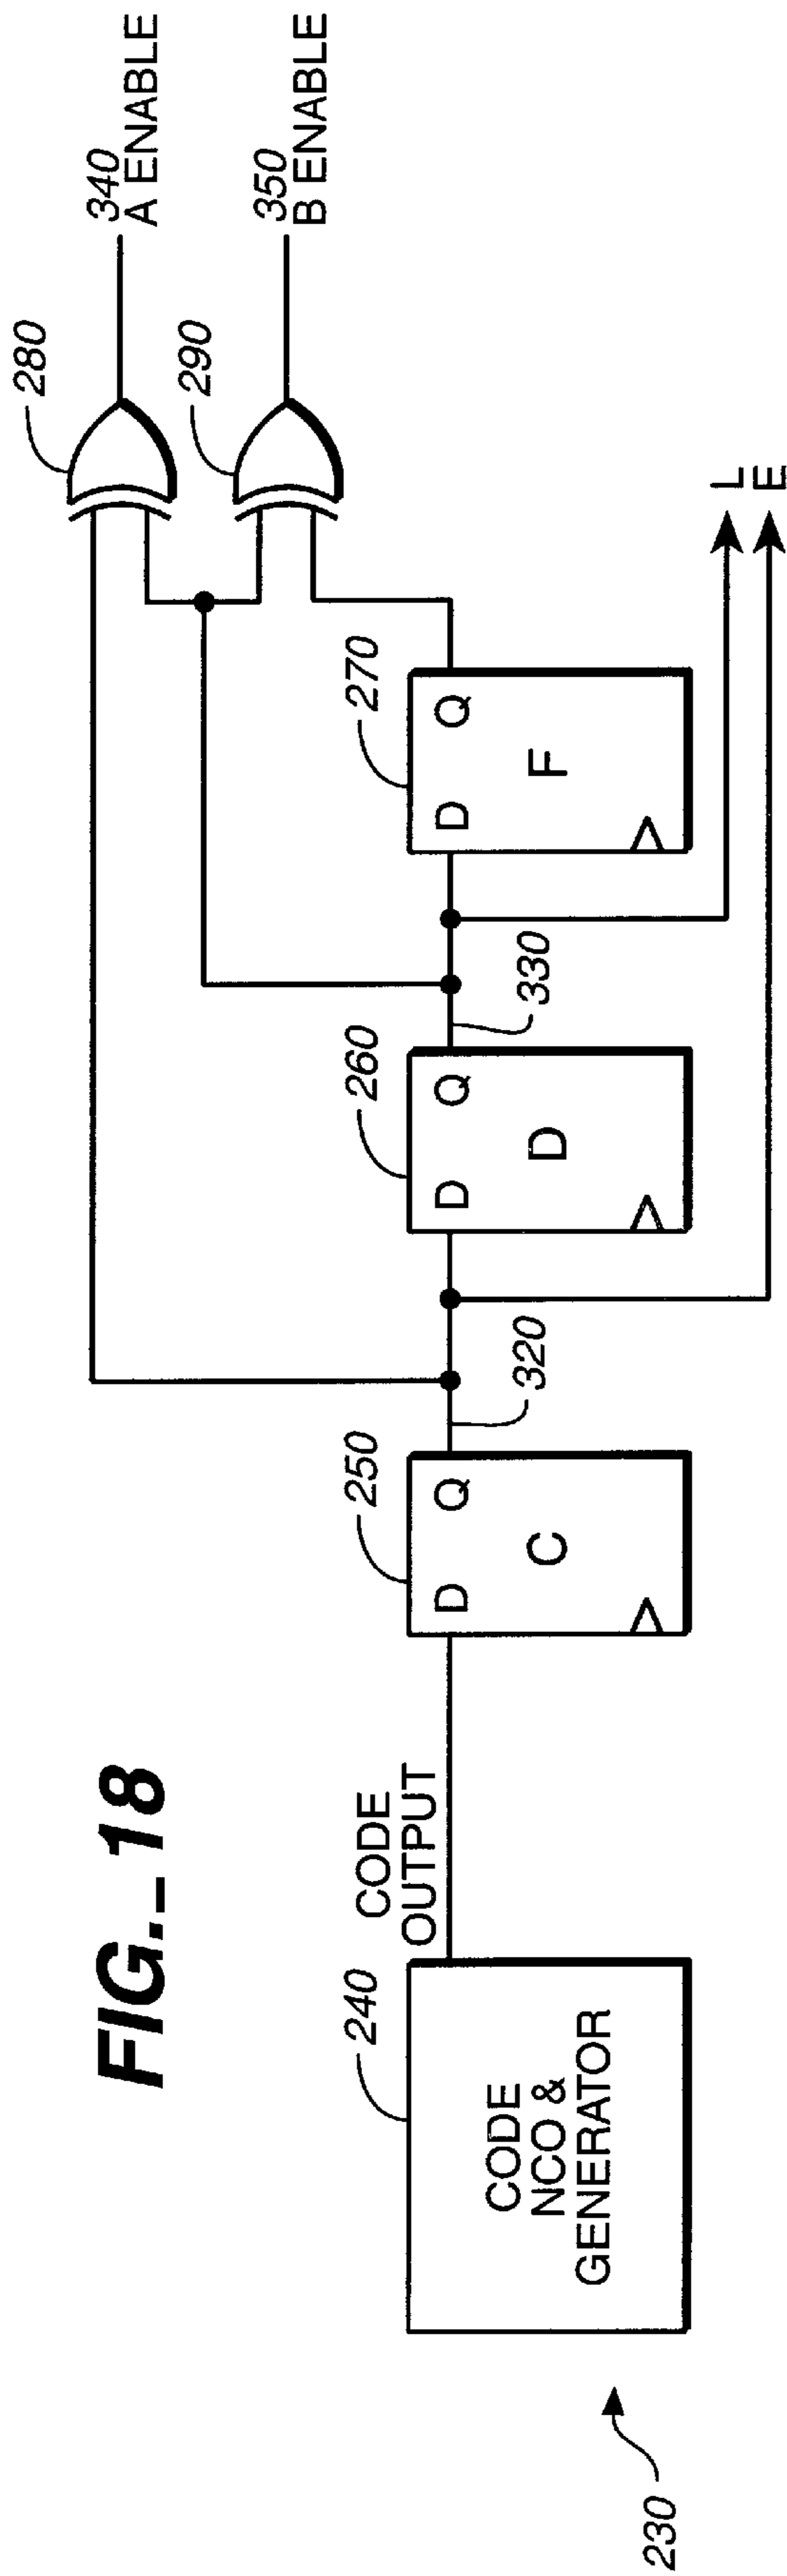 FIG._18
230
240
CODE
NCO &
GENERATOR
CODE
OUTPUT
250
D Q
C
320
260
D Q
D
330
270
D Q
F
280
340
A ENABLE
290
350
B ENABLE
L
E